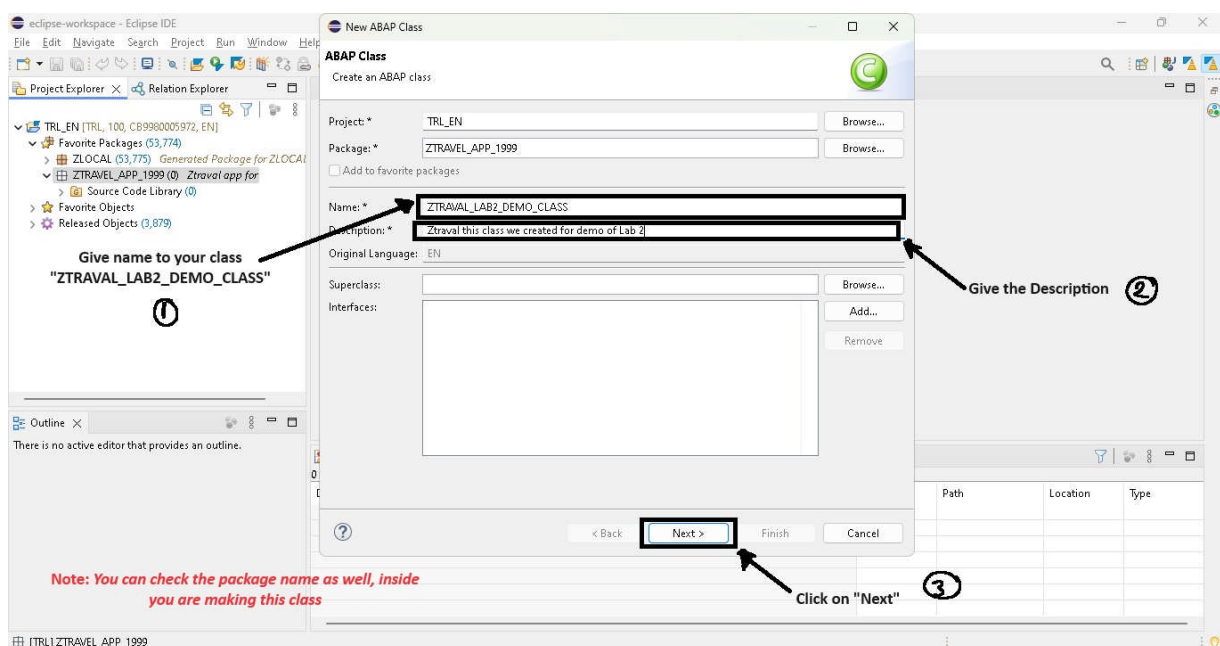 eclipse-workspace - Eclipse IDE
File Edit Navigate Search Project Run Window Help
Project Explorer Relation Explorer
TRL_EN [TRL, 100, CB9980005972, EN]
Favorite Packages (53,774)
ZLOCAL (53,775) Generated Package for ZLOCAL
ZTRAVEL_APP_1999 (0) Ztraval app for
Source Code Library (0)
Favorite Objects
Released Objects (3,879)
Give name to your class
"ZTRAVAL_LAB2_DEMO_CLASS"
1
Outline
There is no active editor that provides an outline.
New ABAP Class
ABAP Class
Create an ABAP class
Project: * TRL_EN Browse...
Package: * ZTRAVEL_APP_1999 Browse...
Add to favorite packages
Name: * ZTRAVAL_LAB2_DEMO_CLASS
Description: * Ztraval this class we created for demo of Lab 2
Original Language: EN
Superclass: Browse...
Interfaces: Add...
Remove
? < Back Next > Finish Cancel
Give the Description 2
Path Location Type
Click on "Next" 3
Note: You can check the package name as well, inside
you are making this class
[TRL] ZTRAVEL_APP_1999